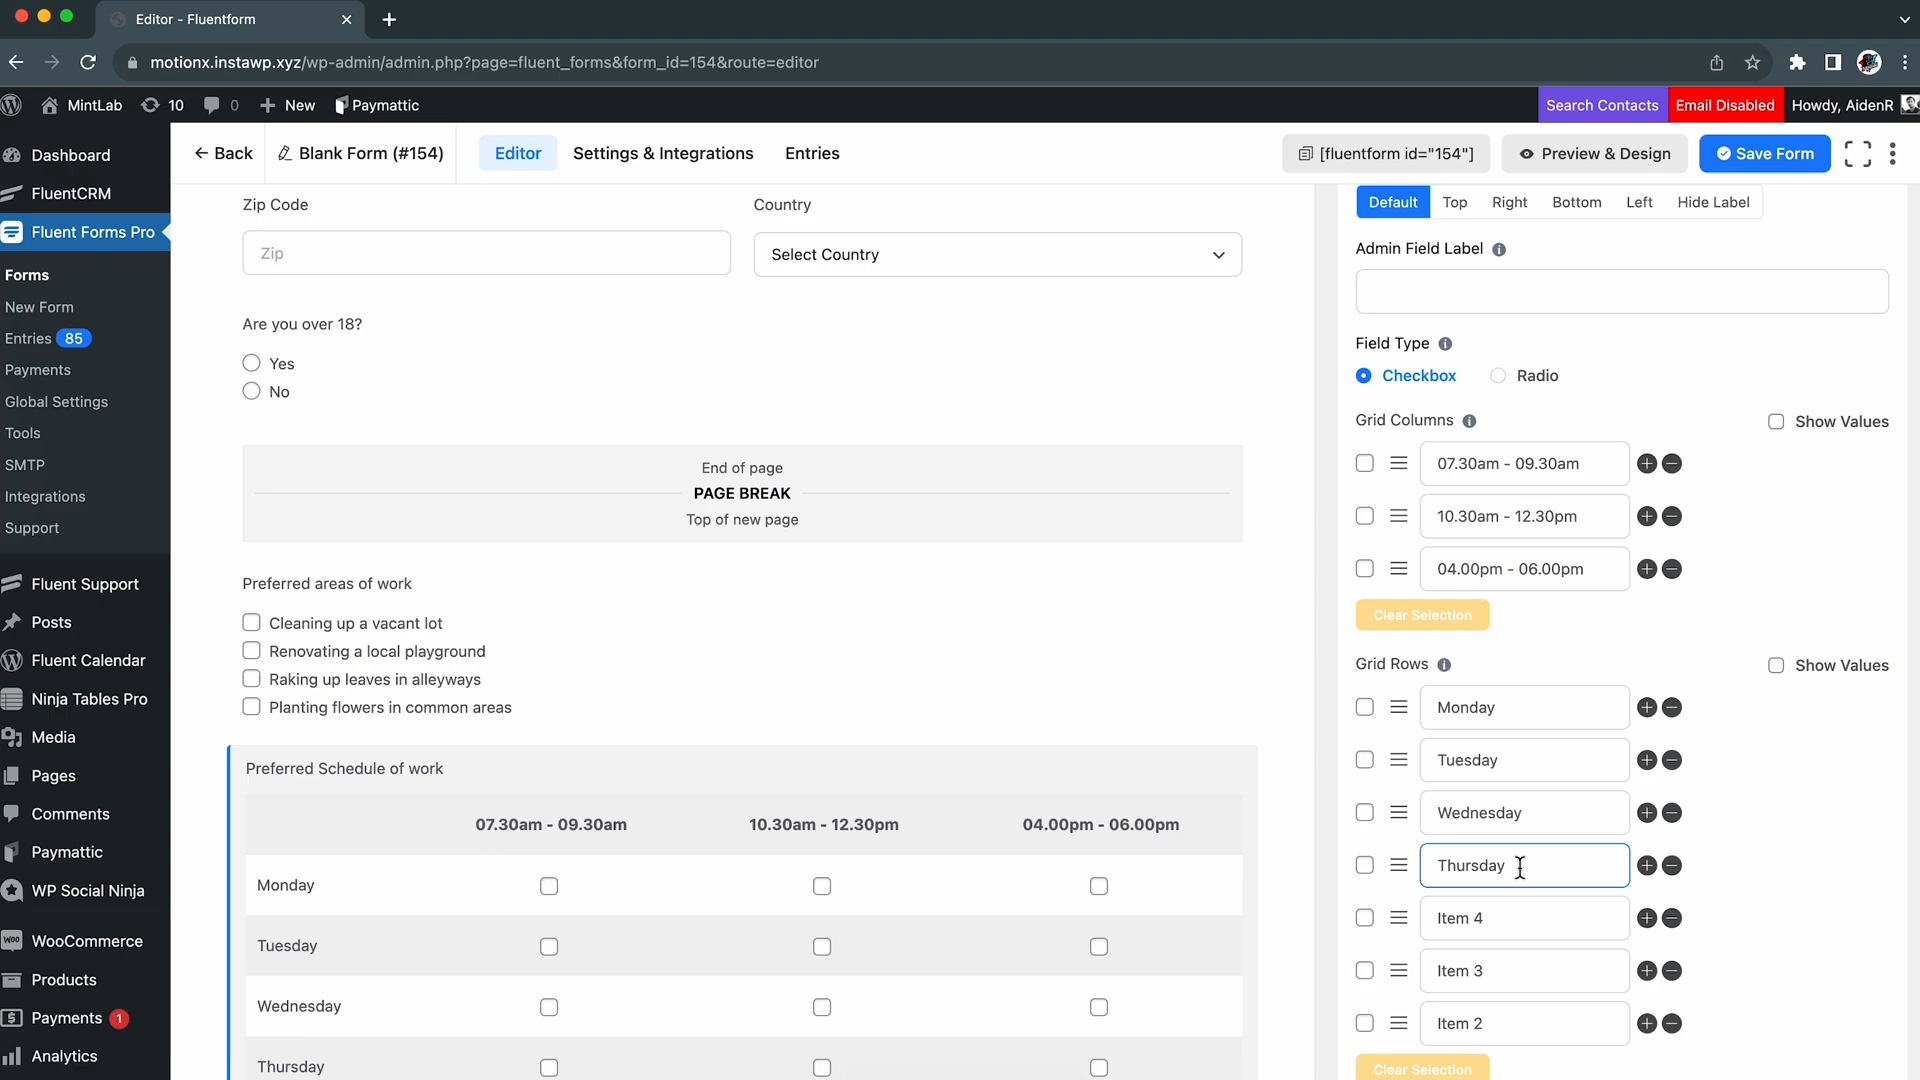 Editor - Fluentform
motionx.instawp.xyz/wp-admin/admin.php?page=fluent_forms&form_id=154&route=editor
MintLab 10 0 New Paymattic Search Contacts Email Disabled Howdy, AidenR
Dashboard
FluentCRM
Fluent Forms Pro
Forms
New Form
Entries 85
Payments
Global Settings
Tools
SMTP
Integrations
Support
Fluent Support
Posts
Fluent Calendar
Ninja Tables Pro
Media
Pages
Comments
Paymattic
WP Social Ninja
WooCommerce
Products
Payments 1
Analytics
Back Blank Form (#154) Editor Settings & Integrations Entries [fluentform id="154"] Preview & Design Save Form
Zip Code Country
Zip Select Country
Are you over 18?
Yes
No
End of page
PAGE BREAK
Top of new page
Preferred areas of work
Cleaning up a vacant lot
Renovating a local playground
Raking up leaves in alleyways
Planting flowers in common areas
Preferred Schedule of work
07.30am - 09.30am 10.30am - 12.30pm 04.00pm - 06.00pm
Monday
Tuesday
Wednesday
Thursday
Default Top Right Bottom Left Hide Label
Admin Field Label
Field Type
Checkbox Radio
Grid Columns Show Values
07.30am - 09.30am
10.30am - 12.30pm
04.00pm - 06.00pm
Clear Selection
Grid Rows Show Values
Monday
Tuesday
Wednesday
Thursday
Item 4
Item 3
Item 2
Clear Selection